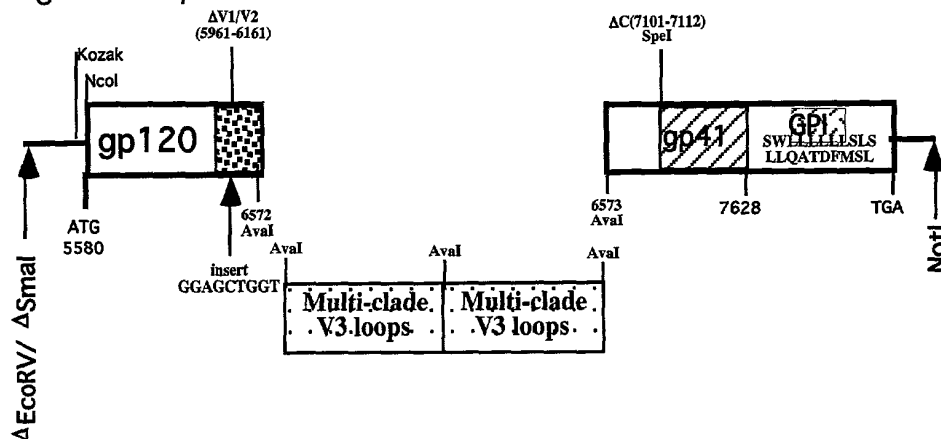 ΔV1/V2
(5961-6161)
ΔC(7101-7112)
SpeI
Kozak
NcoI
gp120
gp41
GPI
SWLLLLLLSLS
LLQATDFMSL
ATG
5580
6572
AvaI
6573
AvaI
7628
TGA
insert
GGAGCTGGT
AvaI
AvaI
AvaI
Multi-clade
V3 loops
Multi-clade
V3 loops
ΔEcoRV/ ΔSmaI
NotI